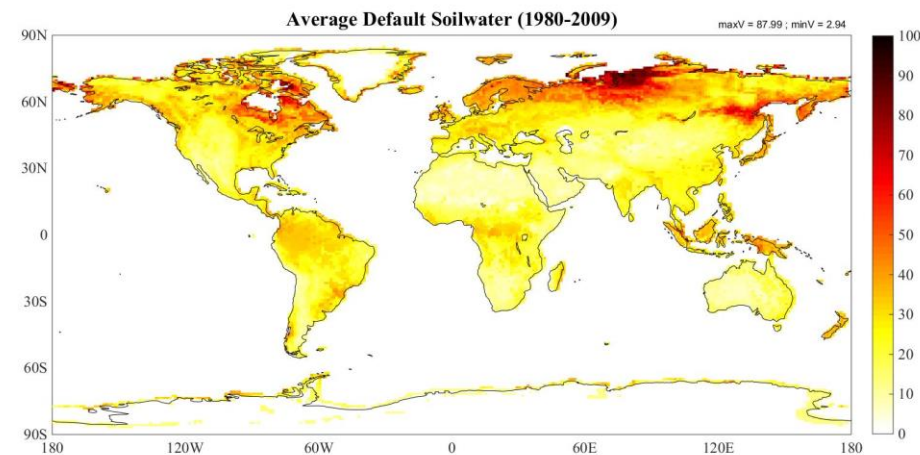 Average Default Soilwater (1980-2009)
maxV = 87.99 ; minV = 2.94
90N
60N
30N
0
30S
60S
90S
180
120W
60W
0
60E
120E
180
100
90
80
70
60
50
40
30
20
10
0